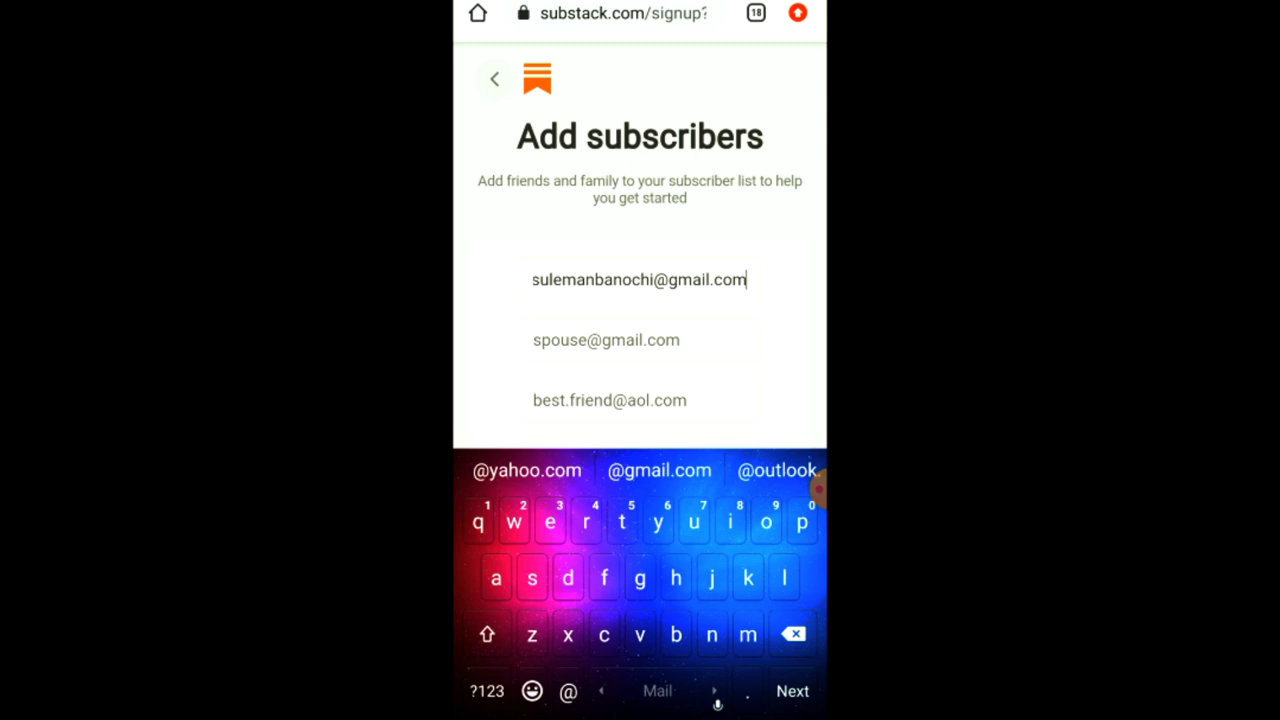 substack.com/signup?
18
Add subscribers
Add friends and family to your subscriber list to help
you get started
sulemanbanochi@gmail.com
spouse@gmail.com
best.friend@aol.com
@yahoo.com @gmail.com @outlook.
1 2 3 4 5 6 7 8 9 0
q w e r t y u i o p
a s d f g h j k l
z x c v b n m
?123 @ Mail . Next